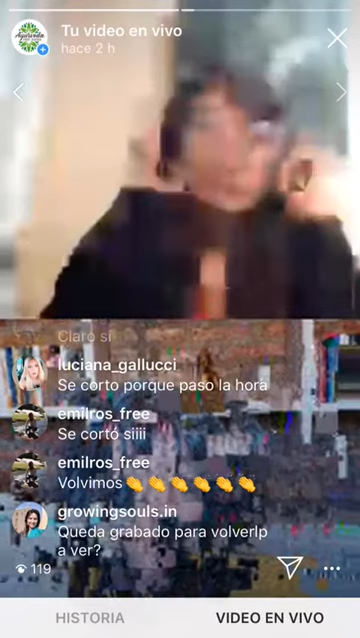 Ayurveda
Tu video en vivo
hace 2 h
Claro si
luciana_gallucci
Se corto porque paso la hora
emilros_free
Se cortó siiii
emilros_free
Volvimos👏👏👏👏👏👏
growingsouls.in
Queda grabado para volverlp
a ver?
119
HISTORIA
VIDEO EN VIVO